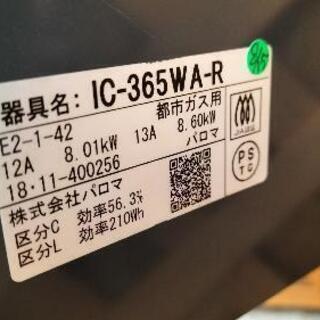 器具名: IC-365WA-R
E2-1-42 都市ガス用
12A 8.01kW 13A 8.60kW
18・11-400256 パロマ
株式会社パロマ
区分C 効率56.3%
区分L 効率210Wh
PS
TC